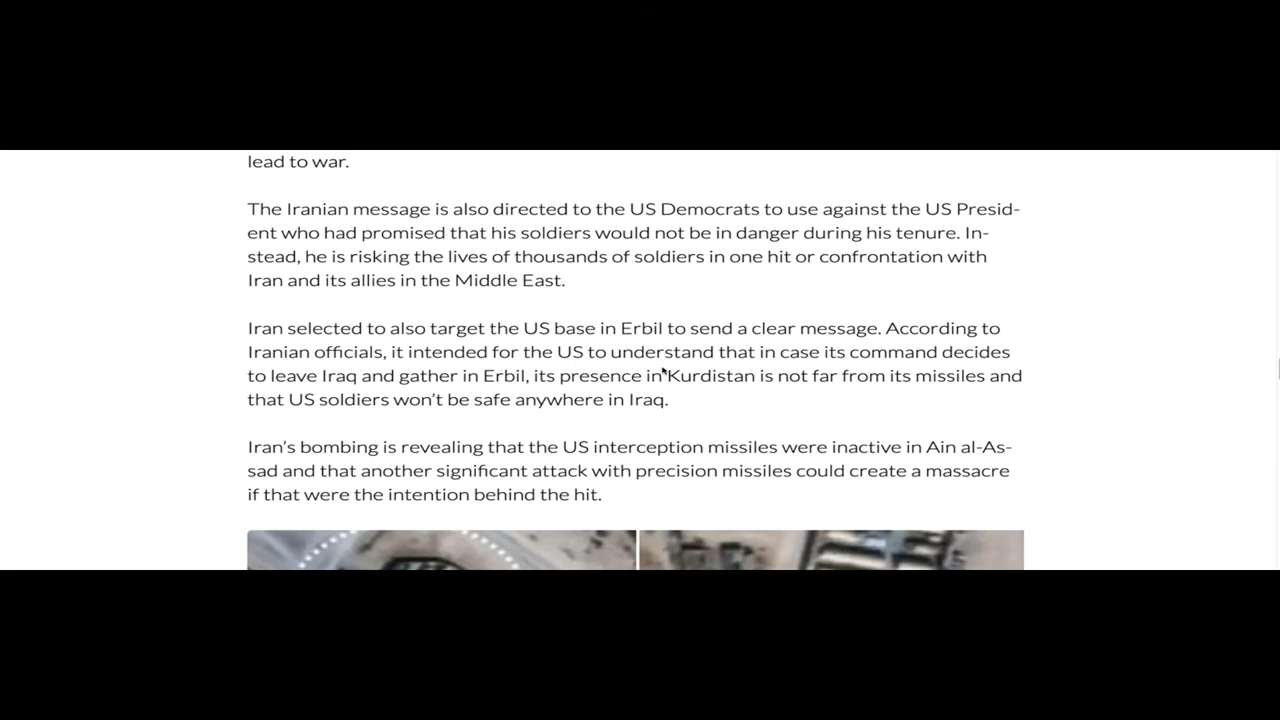 lead to war.
The Iranian message is also directed to the US Democrats to use against the US Presid-
ent who had promised that his soldiers would not be in danger during his tenure. In-
stead, he is risking the lives of thousands of soldiers in one hit or confrontation with
Iran and its allies in the Middle East.
Iran selected to also target the US base in Erbil to send a clear message. According to
Iranian officials, it intended for the US to understand that in case its command decides
to leave Iraq and gather in Erbil, its presence in Kurdistan is not far from its missiles and
that US soldiers won’t be safe anywhere in Iraq.
Iran’s bombing is revealing that the US interception missiles were inactive in Ain al-As-
sad and that another significant attack with precision missiles could create a massacre
if that were the intention behind the hit.